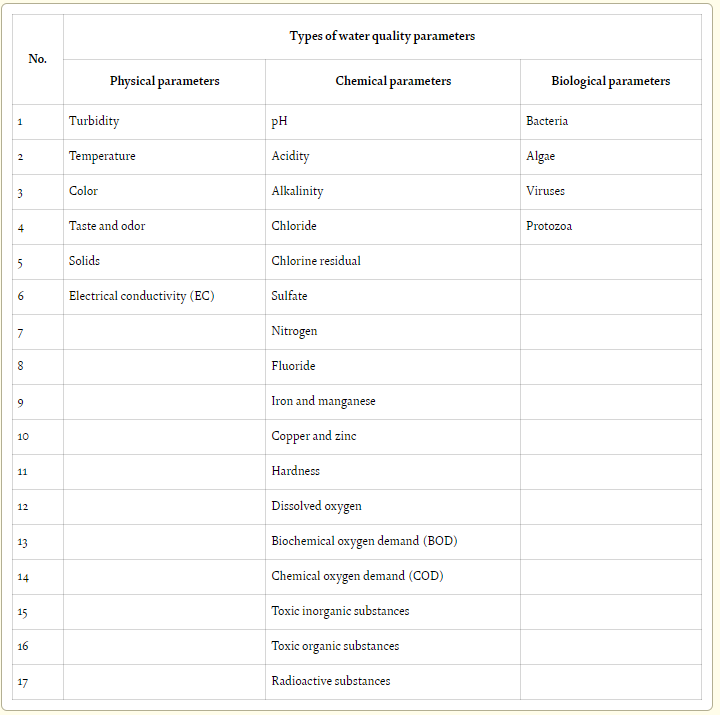 No.
Types of water quality parameters
Physical parameters Chemical parameters Biological parameters
1 Turbidity pH Bacteria
2 Temperature Acidity Algae
3 Color Alkalinity Viruses
4 Taste and odor Chloride Protozoa
5 Solids Chlorine residual
6 Electrical conductivity (EC) Sulfate
7 Nitrogen
8 Fluoride
9 Iron and manganese
10 Copper and zinc
11 Hardness
12 Dissolved oxygen
13 Biochemical oxygen demand (BOD)
14 Chemical oxygen demand (COD)
15 Toxic inorganic substances
16 Toxic organic substances
17 Radioactive substances